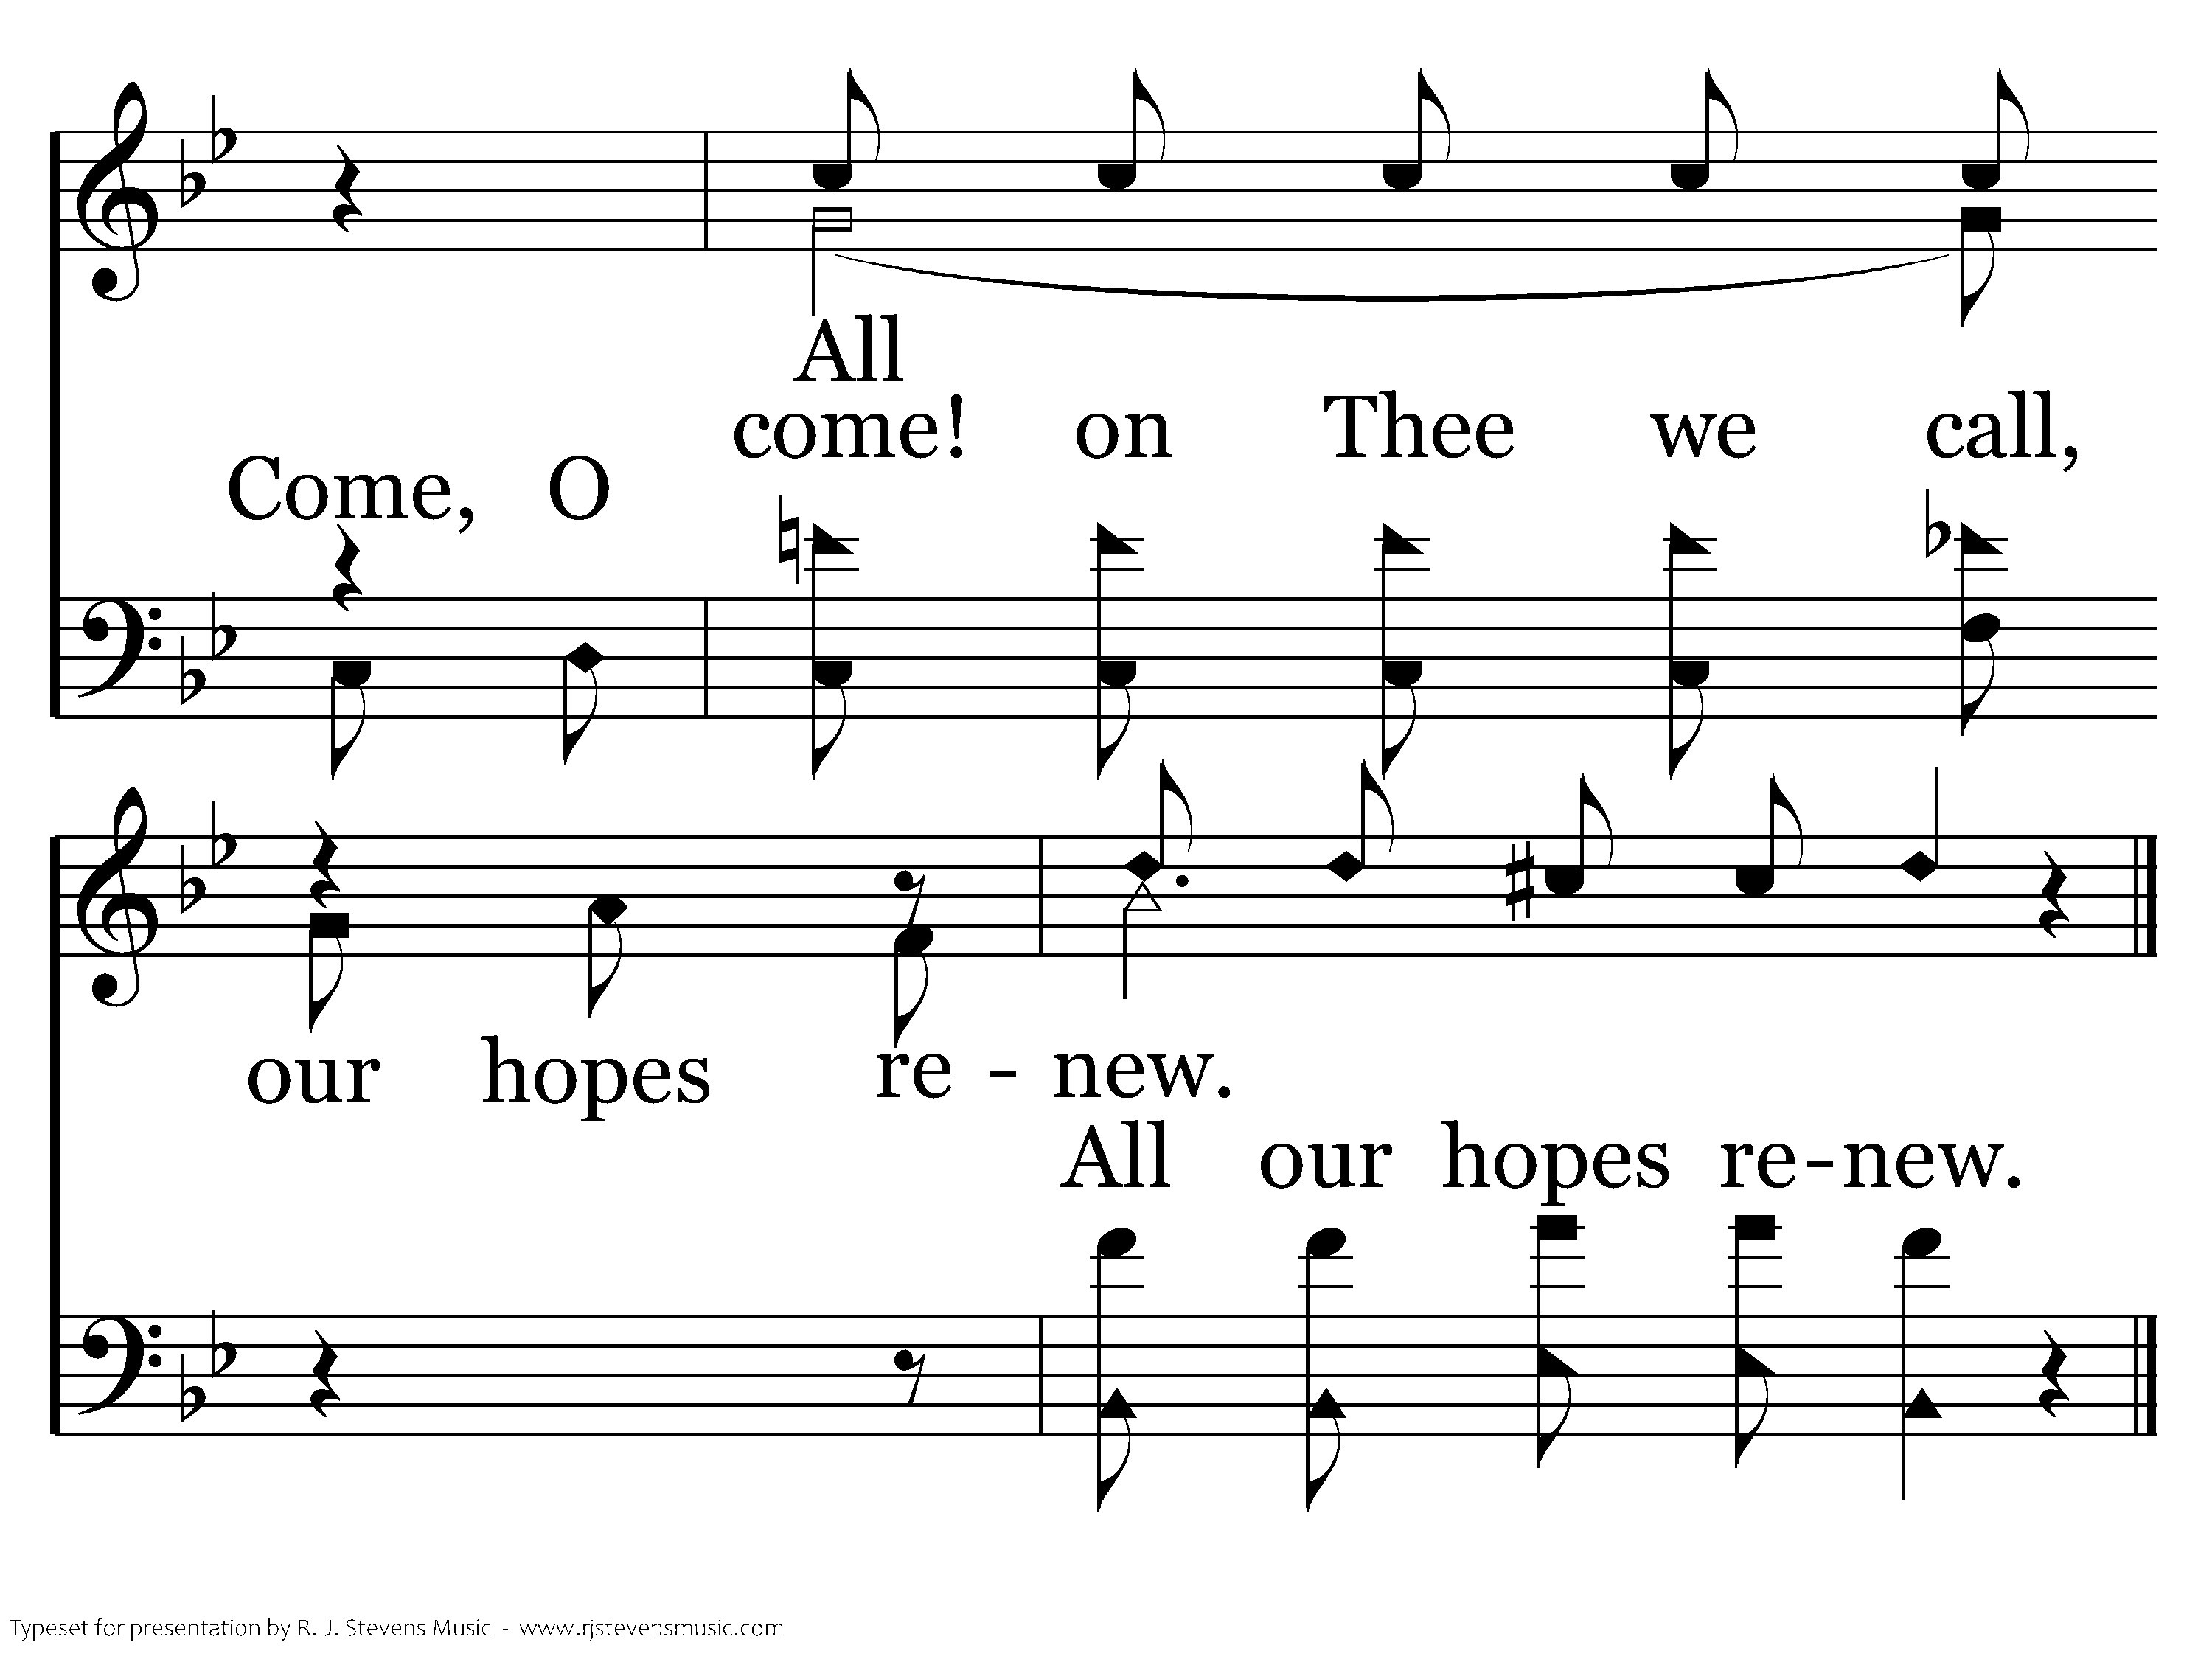 All
come! on Thee we call,
Come, O
our hopes re - new.
All our hopes re-new.
Typeset for presentation by R. J. Stevens Music - www.rjstevensmusic.com